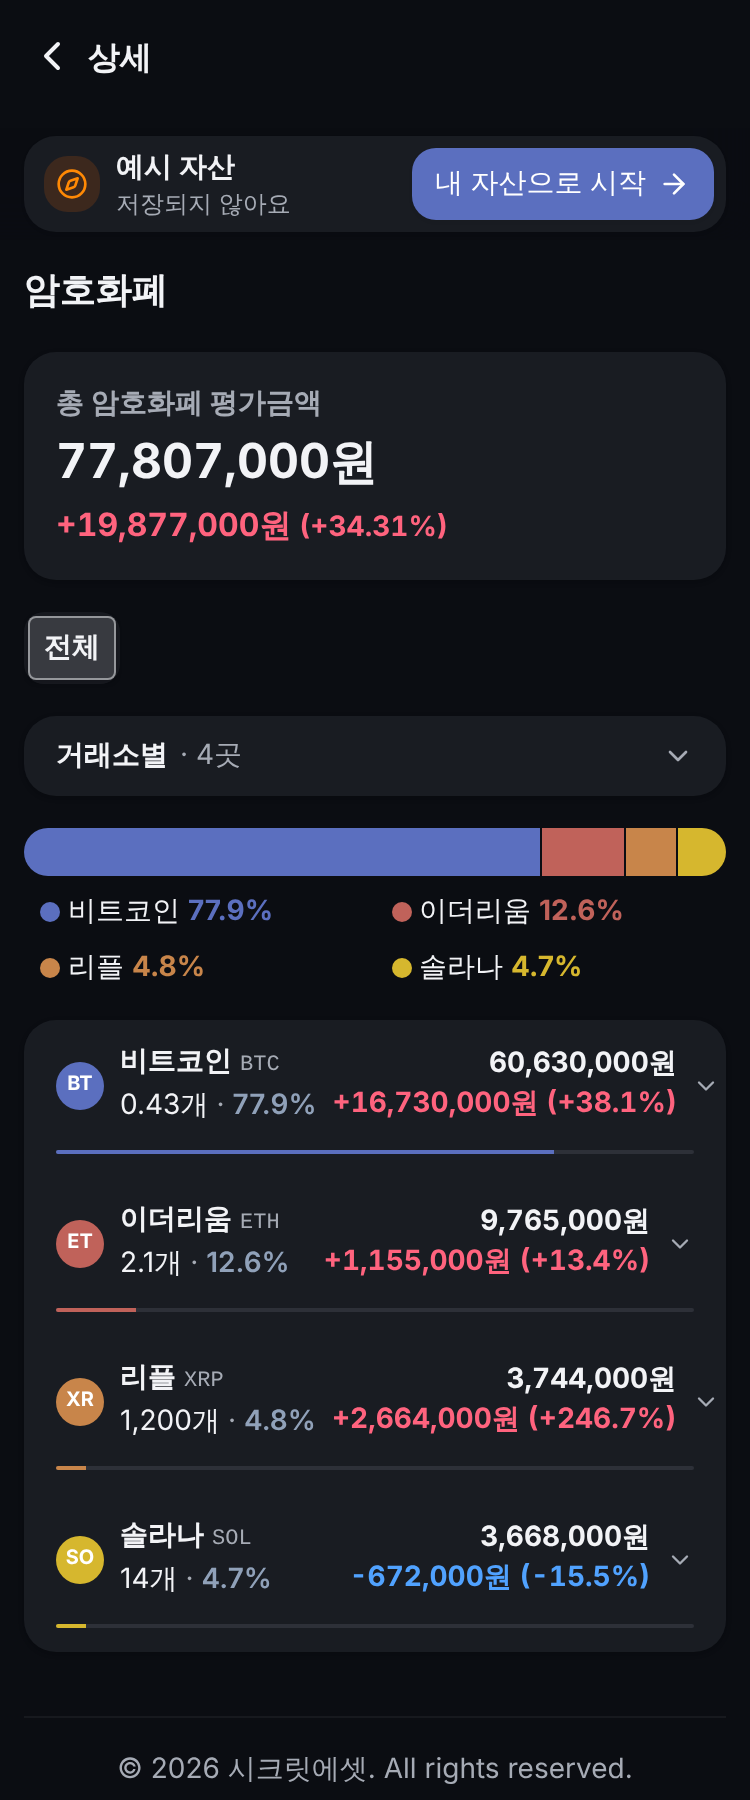 상세
예시 자산
저장되지 않아요
내 자산으로 시작
암호화폐
총 암호화폐 평가금액
77,807,000원
+19,877,000원 (+34.31%)
전체
거래소별 · 4곳
비트코인 77.9%
이더리움 12.6%
리플 4.8%
솔라나 4.7%
BT
비트코인 BTC
60,630,000원
0.43개 · 77.9%
+16,730,000원 (+38.1%)
ET
이더리움 ETH
9,765,000원
2.1개 · 12.6%
+1,155,000원 (+13.4%)
XR
리플 XRP
3,744,000원
1,200개 · 4.8%
+2,664,000원 (+246.7%)
SO
솔라나 SOL
3,668,000원
14개 · 4.7%
-672,000원 (-15.5%)
© 2026 시크릿에셋. All rights reserved.